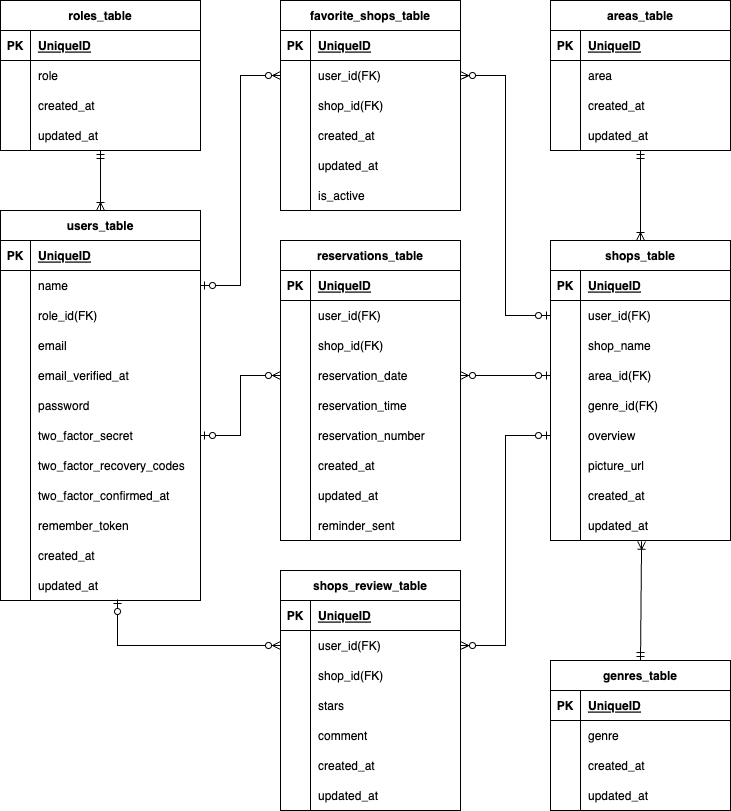 roles_table
PK UniqueID
role
created_at
updated_at
users_table
PK UniqueID
name
role_id(FK)
email
email_verified_at
password
two_factor_secret
two_factor_recovery_codes
two_factor_confirmed_at
remember_token
created_at
updated_at
favorite_shops_table
PK UniqueID
user_id(FK)
shop_id(FK)
created_at
updated_at
is_active
reservations_table
PK UniqueID
user_id(FK)
shop_id(FK)
reservation_date
reservation_time
reservation_number
created_at
updated_at
reminder_sent
shops_review_table
PK UniqueID
user_id(FK)
shop_id(FK)
stars
comment
created_at
updated_at
areas_table
PK UniqueID
area
created_at
updated_at
shops_table
PK UniqueID
user_id(FK)
shop_name
area_id(FK)
genre_id(FK)
overview
picture_url
created_at
updated_at
genres_table
PK UniqueID
genre
created_at
updated_at